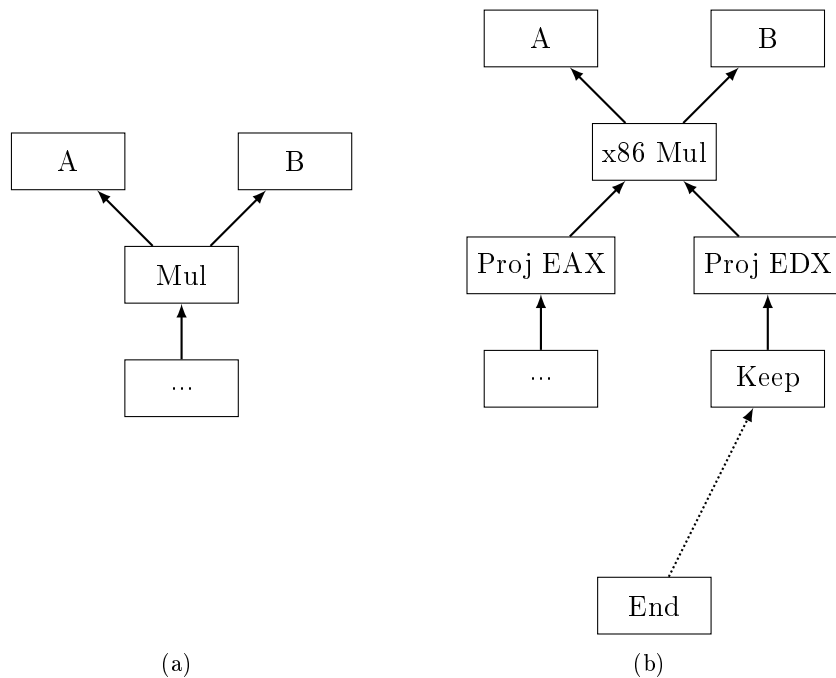 A
B
Mul
...
(a)
A
B
x86 Mul
Proj EAX
Proj EDX
...
Keep
End
(b)